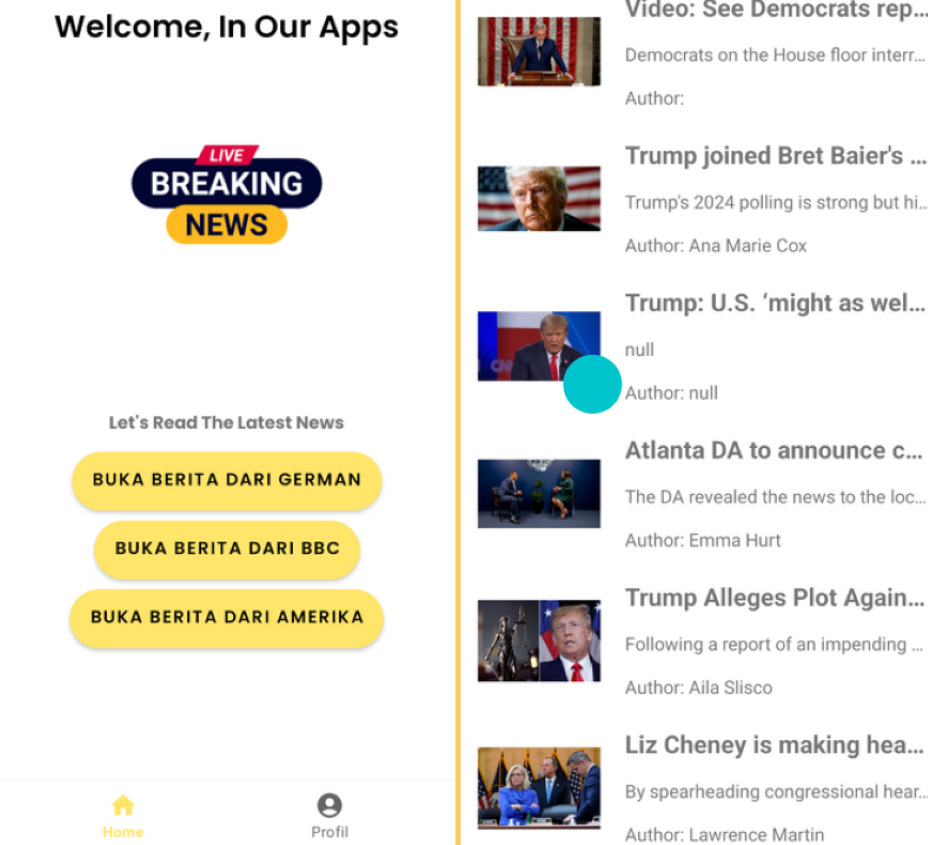 Welcome, In Our Apps
LIVE
BREAKING
NEWS
Let's Read The Latest News
BUKA BERITA DARI GERMAN
BUKA BERITA DARI BBC
BUKA BERITA DARI AMERIKA
Home
Profil
Video: See Democrats rep...
Democrats on the House floor interr...
Author:
Trump joined Bret Baier's ...
Trump's 2024 polling is strong but hi...
Author: Ana Marie Cox
Trump: U.S. ‘might as wel...
null
Author: null
Atlanta DA to announce c...
The DA revealed the news to the loc...
Author: Emma Hurt
Trump Alleges Plot Again...
Following a report of an impending ...
Author: Aila Slisco
Liz Cheney is making hea...
By spearheading congressional hear...
Author: Lawrence Martin